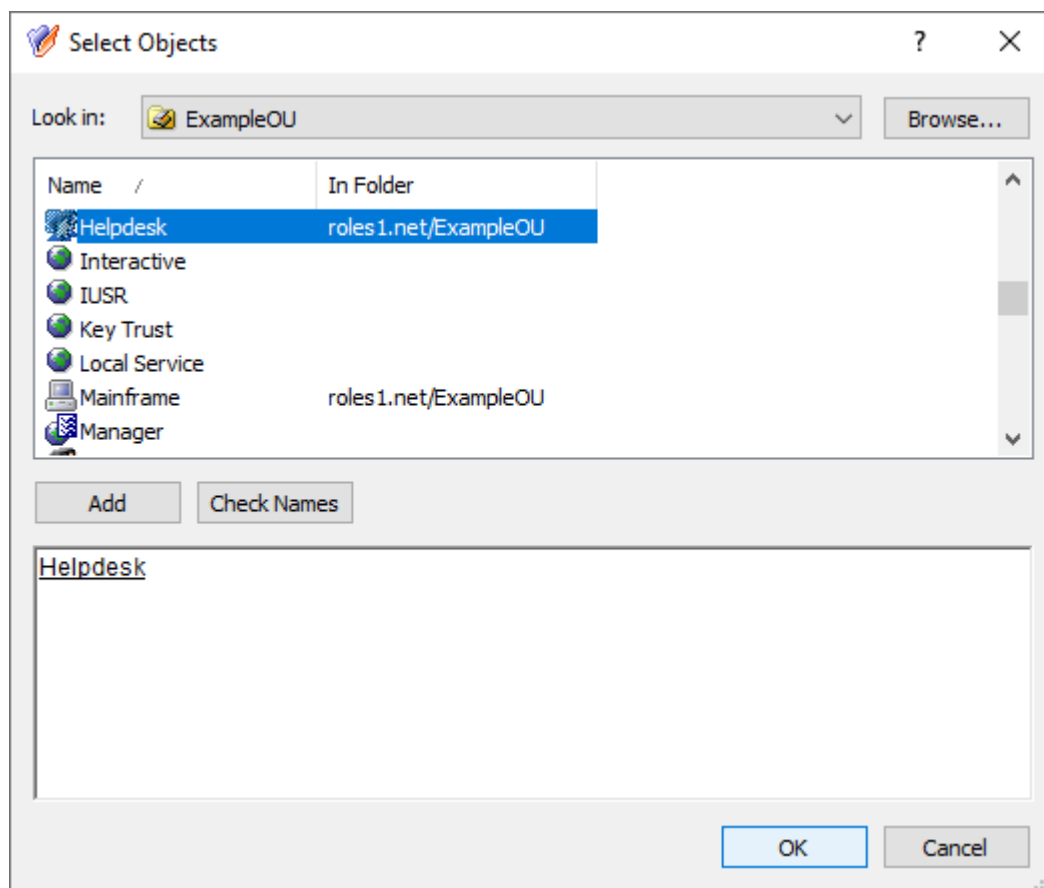 Select Objects ?
Look in: ExampleOU Browse...
Name / In Folder
Helpdesk roles1.net/ExampleOU
Interactive
IUSR
Key Trust
Local Service
Mainframe roles1.net/ExampleOU
Manager
Add Check Names
Helpdesk
OK Cancel